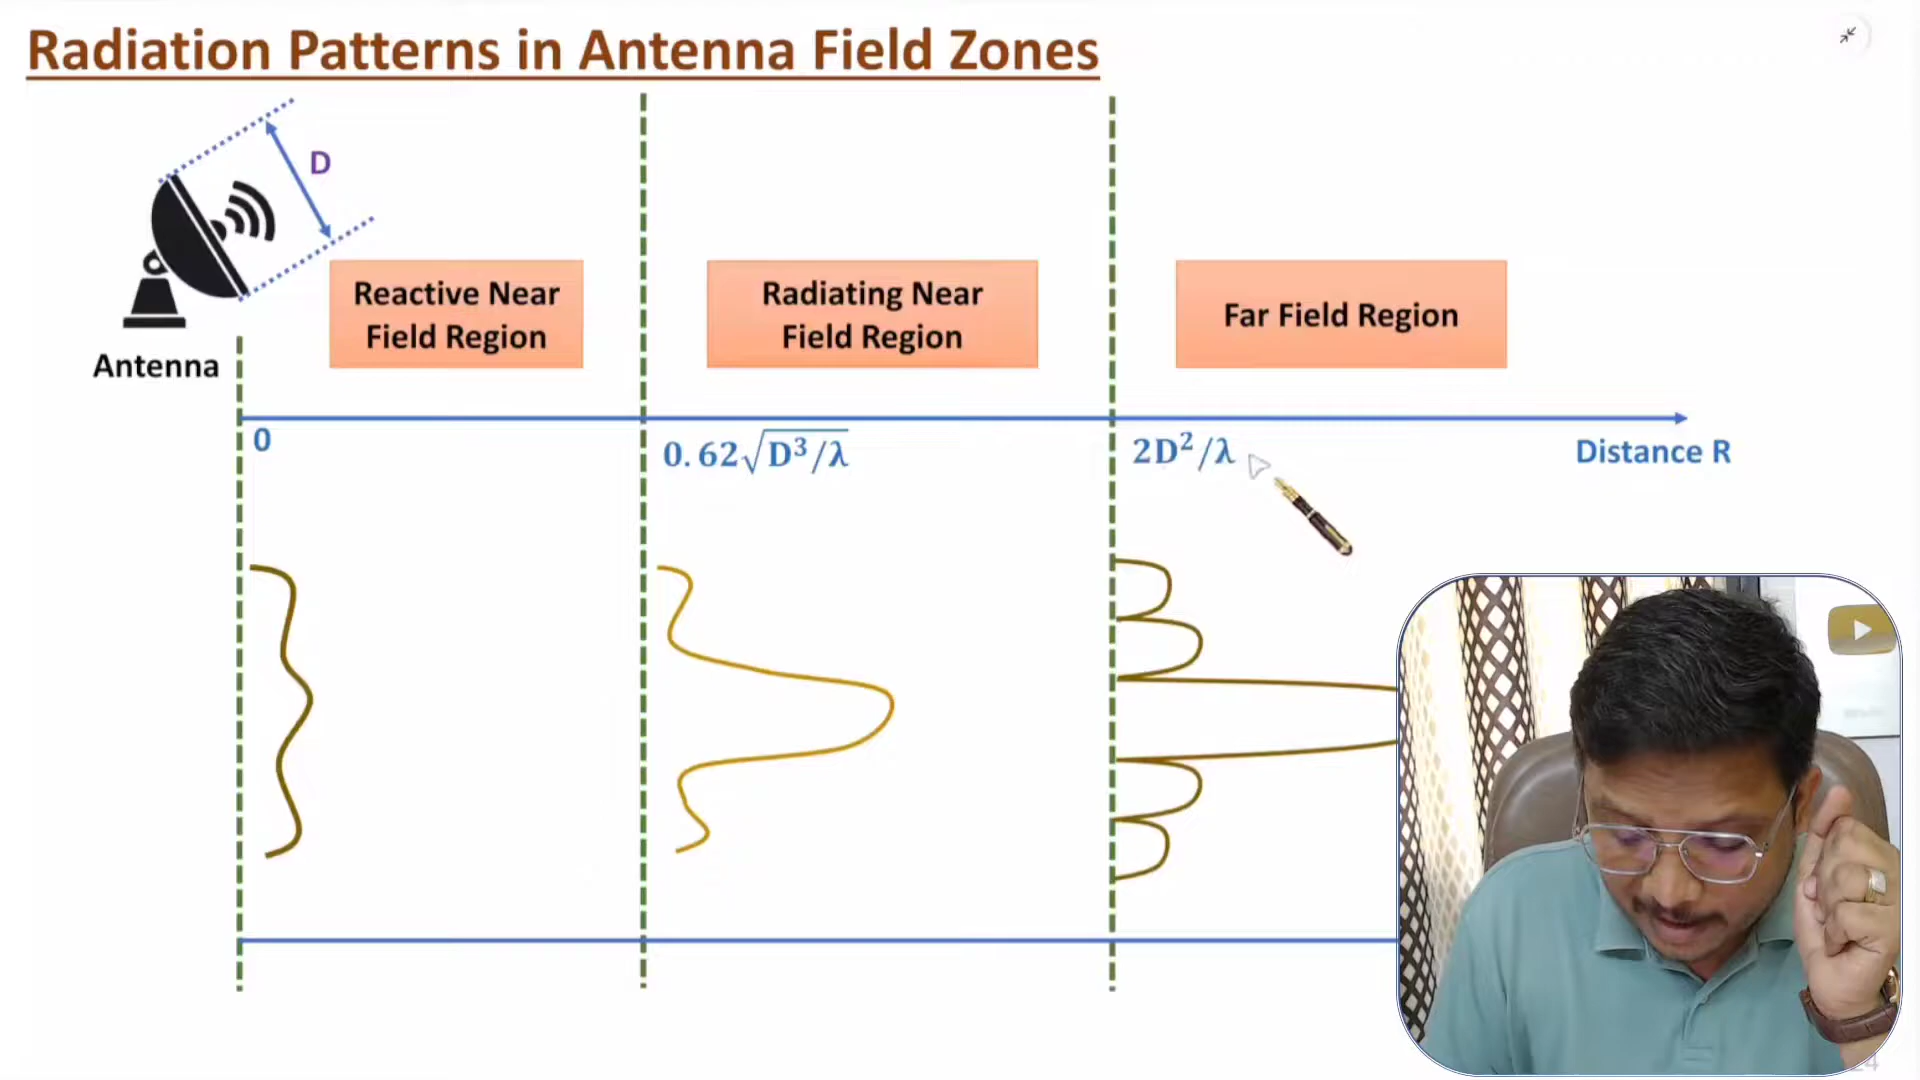 Radiation Patterns in Antenna Field Zones
D
Antenna
Reactive Near
Field Region
Radiating Near
Field Region
Far Field Region
0
0.62√D³/λ
2D²/λ
Distance R